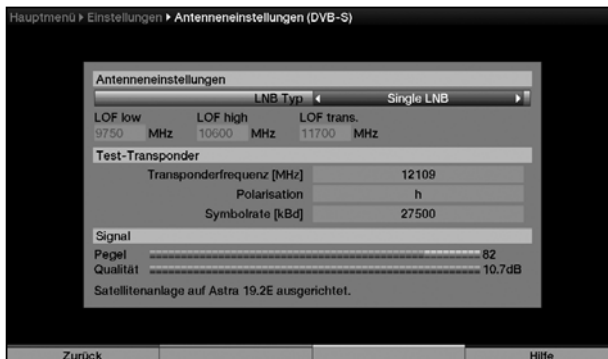 Hauptmenü ▸ Einstellungen ▸ Antenneneinstellungen (DVB-S)
Antenneneinstellungen
LNB Typ Single LNB
LOF low LOF high LOF trans.
9750 MHz 10600 MHz 11700 MHz
Test-Transponder
Transponderfrequenz [MHz] 12109
Polarisation h
Symbolrate [kBd] 27500
Signal
Pegel 82
Qualität 10.7dB
Satellitenanlage auf Astra 19.2E ausgerichtet.
Zurück Hilfe